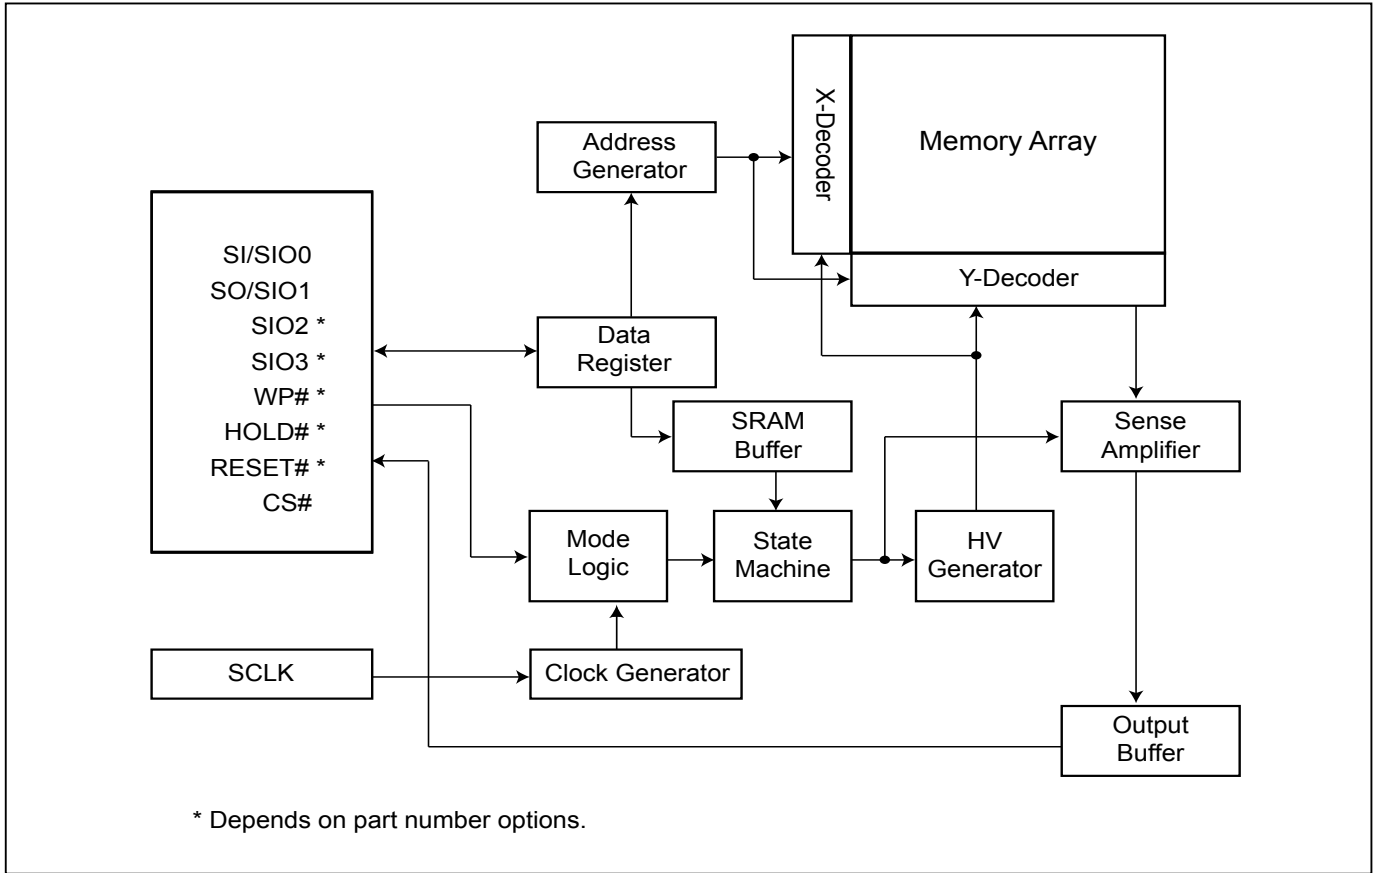 X-Decoder
Memory Array
Address
Generator
SI/SIO0
SO/SIO1
SIO2 *
SIO3 *
WP# *
HOLD# *
RESET# *
CS#
Y-Decoder
Data
Register
SRAM
Buffer
Sense
Amplifier
Mode
Logic
State
Machine
HV
Generator
SCLK
Clock Generator
Output
Buffer
* Depends on part number options.